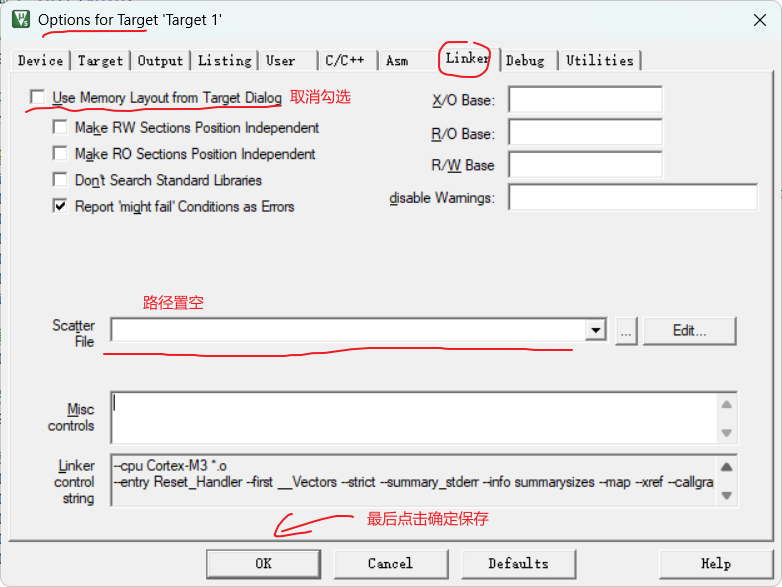 Options for Target 'Target 1'
Device Target Output Listing User C/C++ Asm Linker Debug Utilities
Use Memory Layout from Target Dialog 取消勾选
Make RW Sections Position Independent
Make RO Sections Position Independent
Don't Search Standard Libraries
Report 'might fail' Conditions as Errors
X/O Base:
R/O Base:
R/W Base
disable Warnings:
路径置空
Scatter
File
...
Edit...
Misc
controls
Linker
control
string
--cpu Cortex-M3 *.o
--entry Reset_Handler --first __Vectors --strict --summary_stderr --info summarysizes --map --xref --callgra
最后点击确定保存
OK Cancel Defaults Help